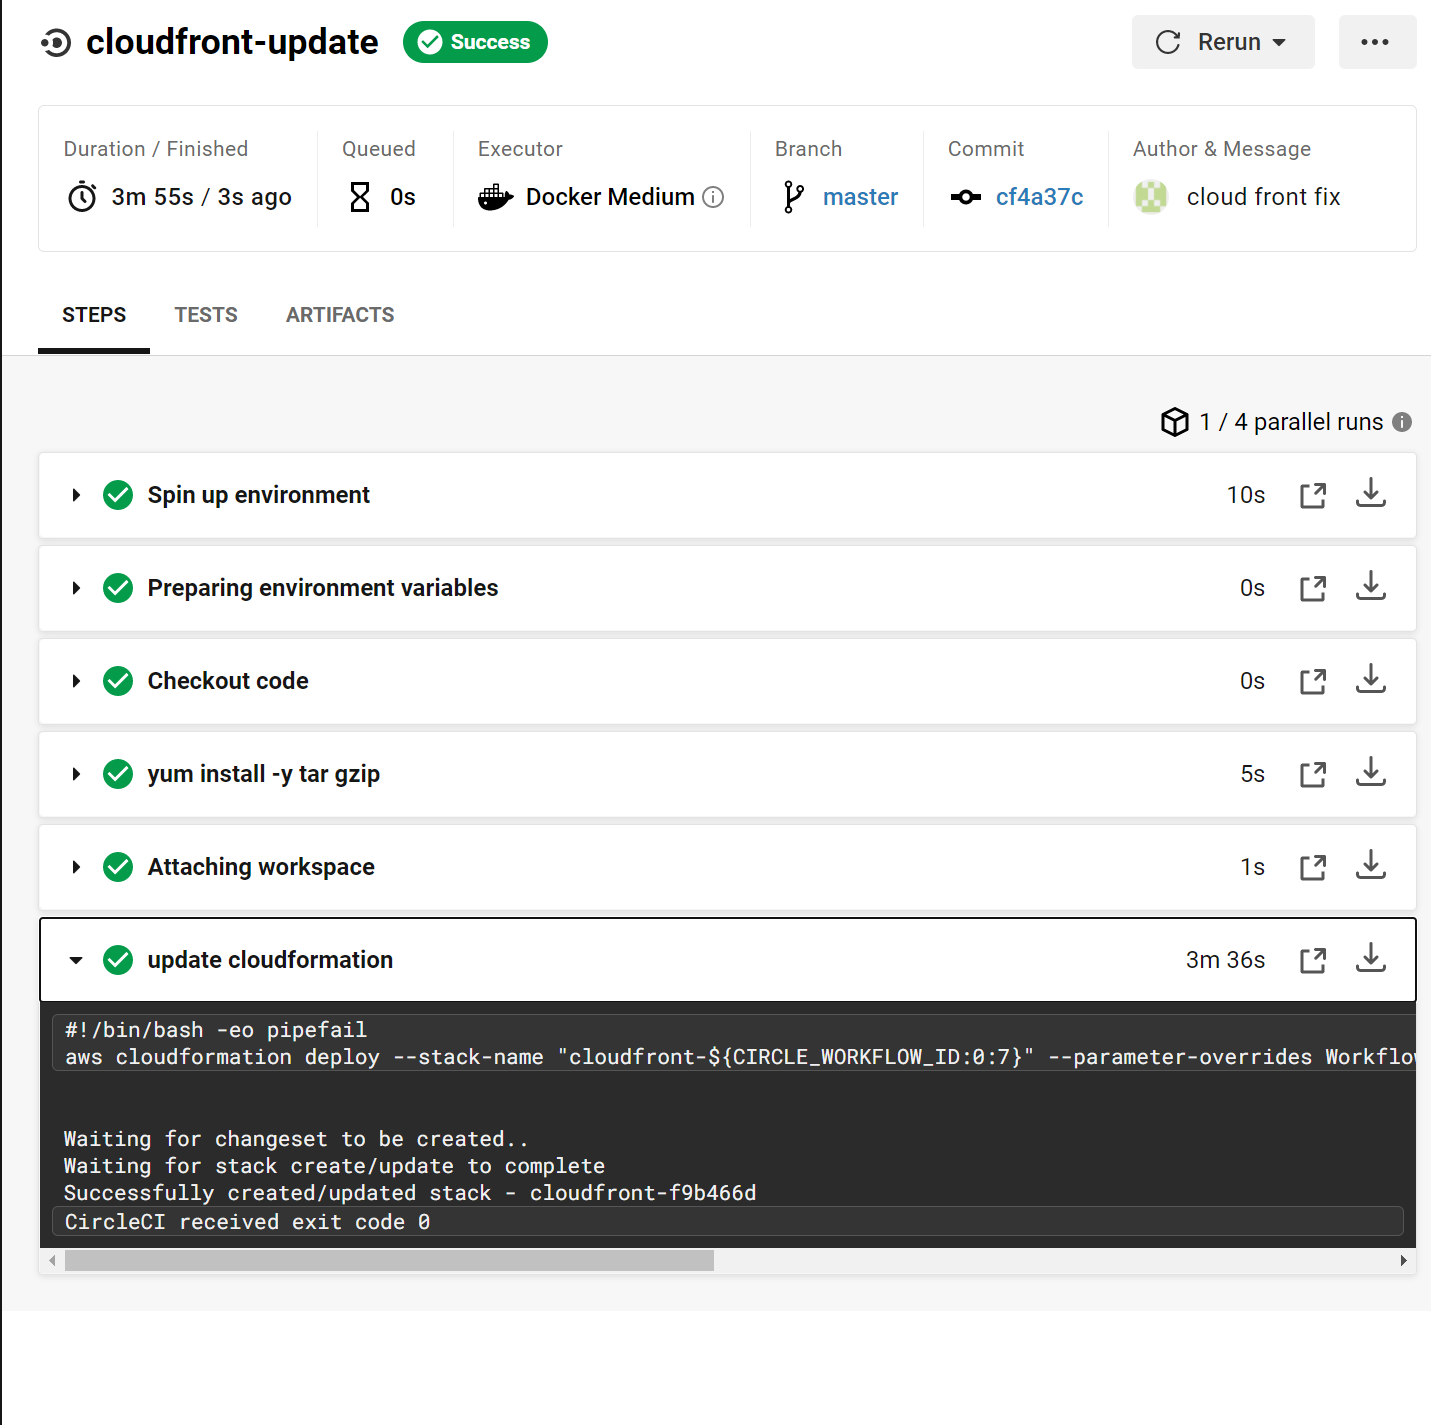 cloudfront-update
Success
Rerun
Duration / Finished
3m 55s / 3s ago
Queued
0s
Executor
Docker Medium
Branch
master
Commit
cf4a37c
Author & Message
cloud front fix
STEPS
TESTS
ARTIFACTS
1 / 4 parallel runs
Spin up environment
10s
Preparing environment variables
0s
Checkout code
0s
yum install -y tar gzip
5s
Attaching workspace
1s
update cloudformation
3m 36s
#!/bin/bash -eo pipefail
aws cloudformation deploy --stack-name "cloudfront-${CIRCLE_WORKFLOW_ID:0:7}" --parameter-overrides Workflow
Waiting for changeset to be created..
Waiting for stack create/update to complete
Successfully created/updated stack - cloudfront-f9b466d
CircleCI received exit code 0